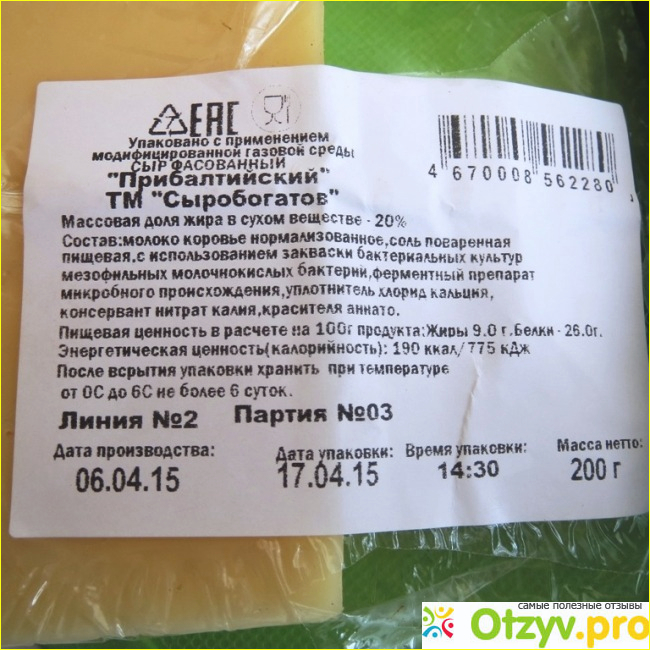 EAC
Упаковано с применением
модифицированной газовой среды
СЫР ФАСОВАННЫЙ
"Прибалтийский"
ТМ "Сыробогатов"
4 670008 562280
Массовая доля жира в сухом веществе - 20%
Состав:молоко коровье нормализованное,соль поваренная
пищевая,с использованием закваски бактериальных культур
мезофильных молочнокислых бактерий,ферментный препарат
микробного происхождения,уплотнитель хлорид кальция,
консервант нитрат калия,красителя аннато.
Пищевая ценность в расчете на 100г продукта:Жиры 9.0 г.Белки - 26.0г.
Энергетическая ценность(калорийность): 190 ккал/ 775 кДж
После вскрытия упаковки хранить при температуре
от 0С до 6С не более 6 суток.
Линия №2 Партия №03
Дата производства: Дата упаковки: Время упаковки: Масса нетто:
06.04.15 17.04.15 14:30 200 г
самые полезные отзывы
Otzyv.pro